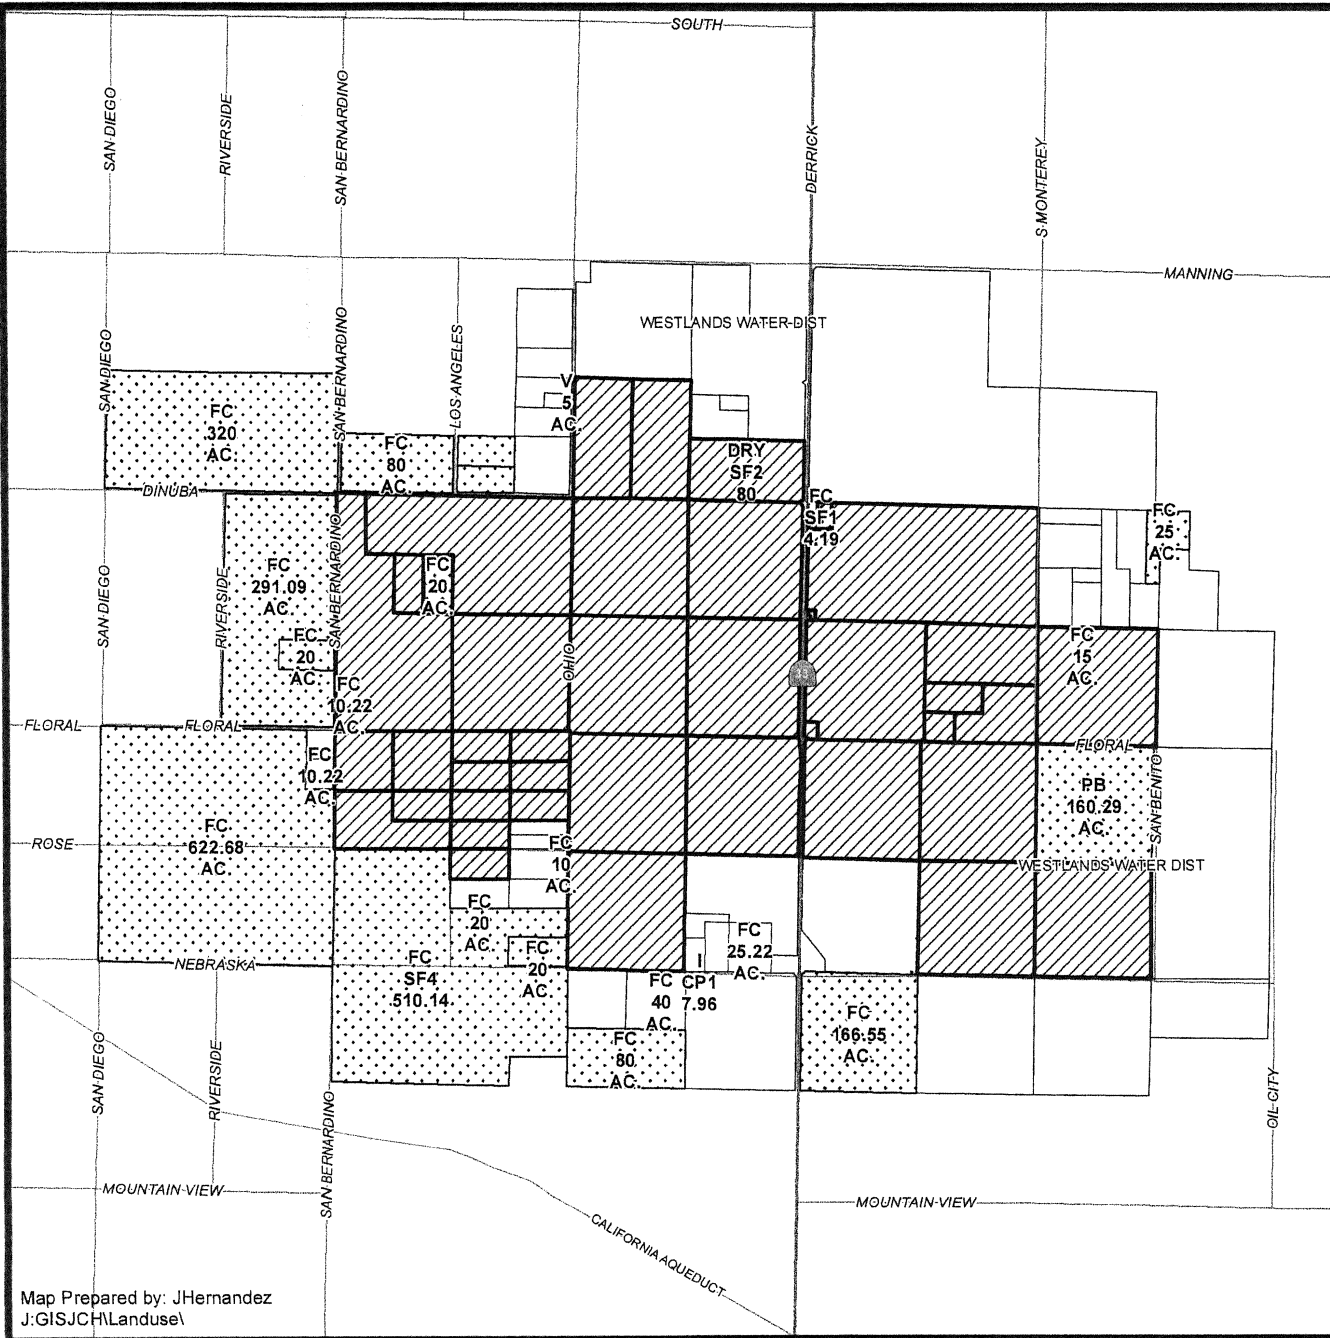 SOUTH
SAN DIEGO
RIVERSIDE
SAN BERNARDINO
DERRICK
S.MONTEREY
MANNING
WESTLANDS WATER DIST
SAN DIEGO
SAN BERNARDINO
LOS ANGELES
V
5
AC.
FC
320
AC.
FC
80
AC.
DRY
SF2
80
DINUBA
FC
SF1
4.19
FC
25
AC.
FC
291.09
AC.
FC
20
AC.
SAN BERNARDINO
SAN DIEGO
RIVERSIDE
FC
20
AC.
OHIO
FC
15
AC.
FC
10.22
AC.
FLORAL
FLORAL
FLORAL
FC
10.22
AC.
PB
160.29
AC.
SAN BENITO
ROSE
FC
622.68
AC.
FC
10
AC.
WESTLANDS WATER DIST
FC
20
AC.
FC
20
AC
FC
25.22
AC.
NEBRASKA
FC
SF4
510.14
I
CP1
7.96
FC
40
AC.
FC
80
AC.
FC
166.55
AC.
SAN DIEGO
RIVERSIDE
SAN BERNARDINO
OIL CITY
MOUNTAIN VIEW
MOUNTAIN VIEW
CALIFORNIA AQUEDUCT
Map Prepared by: JHernandez
J:GISJCH\Landuse\